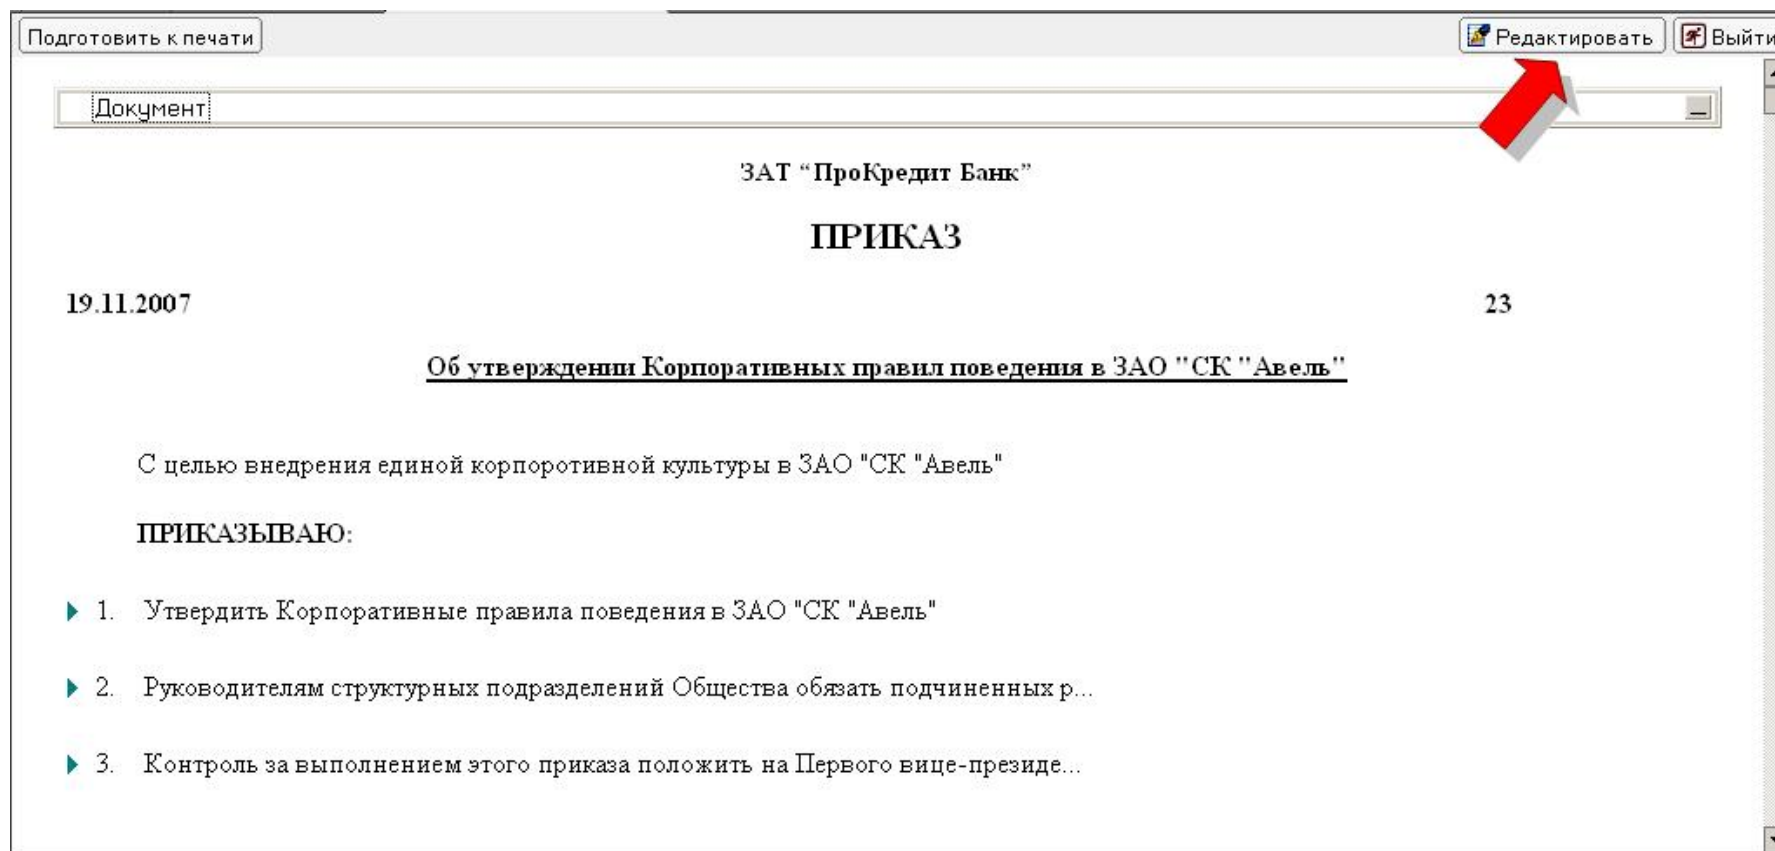 Подготовить к печати Редактировать Выйти
Документ
ЗАТ “ПроКредит Банк”
ПРИКАЗ
19.11.2007 23
Об утверждении Корпоративных правил поведения в ЗАО "СК "Авель"
С целью внедрения единой корпоротивной культуры в ЗАО "СК "Авель"
ПРИКАЗЫВАЮ:
1. Утвердить Корпоративные правила поведения в ЗАО "СК "Авель"
2. Руководителям структурных подразделений Общества обязать подчиненных р...
3. Контроль за выполнением этого приказа положить на Первого вице-президе...